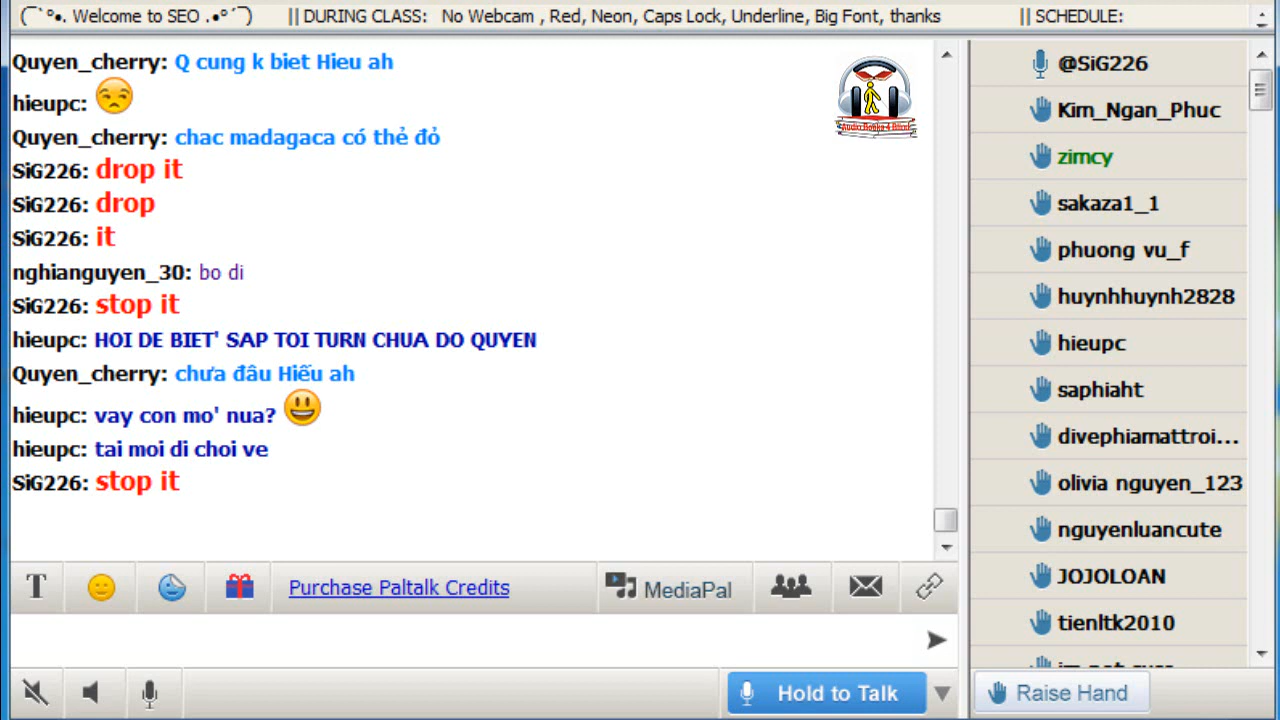 (¯`°•. Welcome to SEO .•°´¯) || DURING CLASS: No Webcam , Red, Neon, Caps Lock, Underline, Big Font, thanks || SCHEDULE:
Quyen_cherry: Q cung k biet Hieu ah
hieupc:
Quyen_cherry: chac madagaca có thẻ đỏ
SiG226: drop it
SiG226: drop
SiG226: it
nghianguyen_30: bo di
SiG226: stop it
hieupc: HOI DE BIET' SAP TOI TURN CHUA DO QUYEN
Quyen_cherry: chưa đâu Hiếu ah
hieupc: vay con mo' nua?
hieupc: tai moi di choi ve
SiG226: stop it
Audio Books 4 Blind
T
Purchase Paltalk Credits
MediaPal
Hold to Talk
@SiG226
Kim_Ngan_Phuc
zimcy
sakaza1_1
phuong vu_f
huynhhuynh2828
hieupc
saphiaht
divephiamattroi...
olivia nguyen_123
nguyenluancute
JOJOLOAN
tienltk2010
Raise Hand